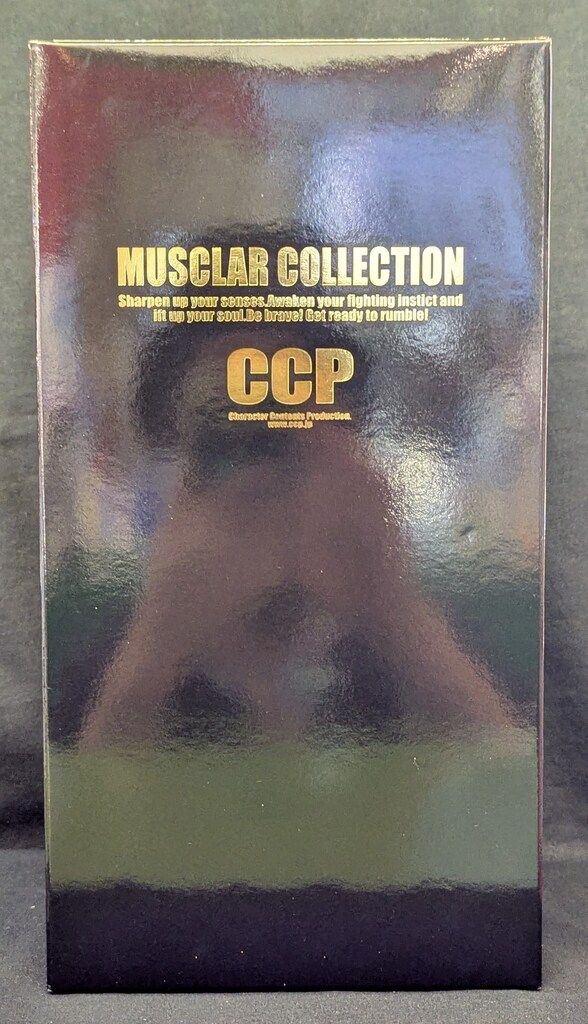 MUSCLAR COLLECTION
Sharpen up your senses.Awaken your fighting instict and
lift up your soul.Be brave! Get ready to rumble!
CCP
Character Contents Production.
www.ccp.jp